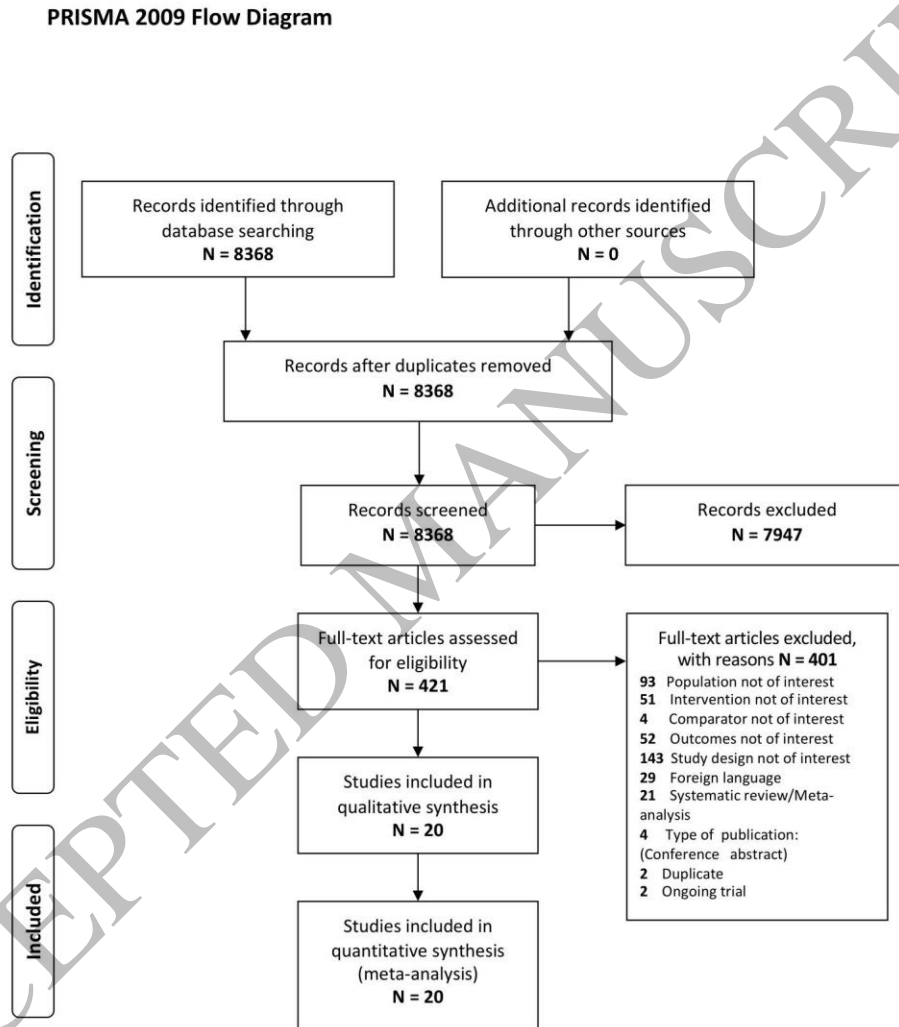 PRISMA 2009 Flow Diagram
Identification
Records identified through
database searching
N = 8368
Additional records identified
through other sources
N = 0
Records after duplicates removed
N = 8368
Screening
Records screened
N = 8368
Records excluded
N = 7947
Eligibility
Full-text articles assessed
for eligibility
N = 421
Full-text articles excluded,
with reasons N = 401
93 Population not of interest
51 Intervention not of interest
4 Comparator not of interest
52 Outcomes not of interest
143 Study design not of interest
29 Foreign language
21 Systematic review/Meta-
analysis
4 Type of publication:
(Conference abstract)
2 Duplicate
2 Ongoing trial
Studies included in
qualitative synthesis
N = 20
Included
Studies included in
quantitative synthesis
(meta-analysis)
N = 20
CEPTED MANUSCRI